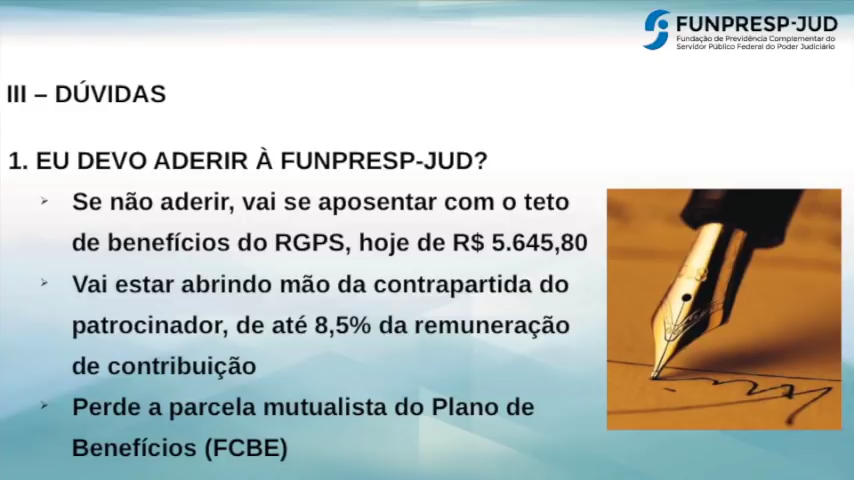 FUNPRESP-JUD
Fundação de Previdência Complementar do
Servidor Público Federal do Poder Judiciário
III – DÚVIDAS
1. EU DEVO ADERIR À FUNPRESP-JUD?
Se não aderir, vai se aposentar com o teto
de benefícios do RGPS, hoje de R$ 5.645,80
Vai estar abrindo mão da contrapartida do
patrocinador, de até 8,5% da remuneração
de contribuição
Perde a parcela mutualista do Plano de
Benefícios (FCBE)